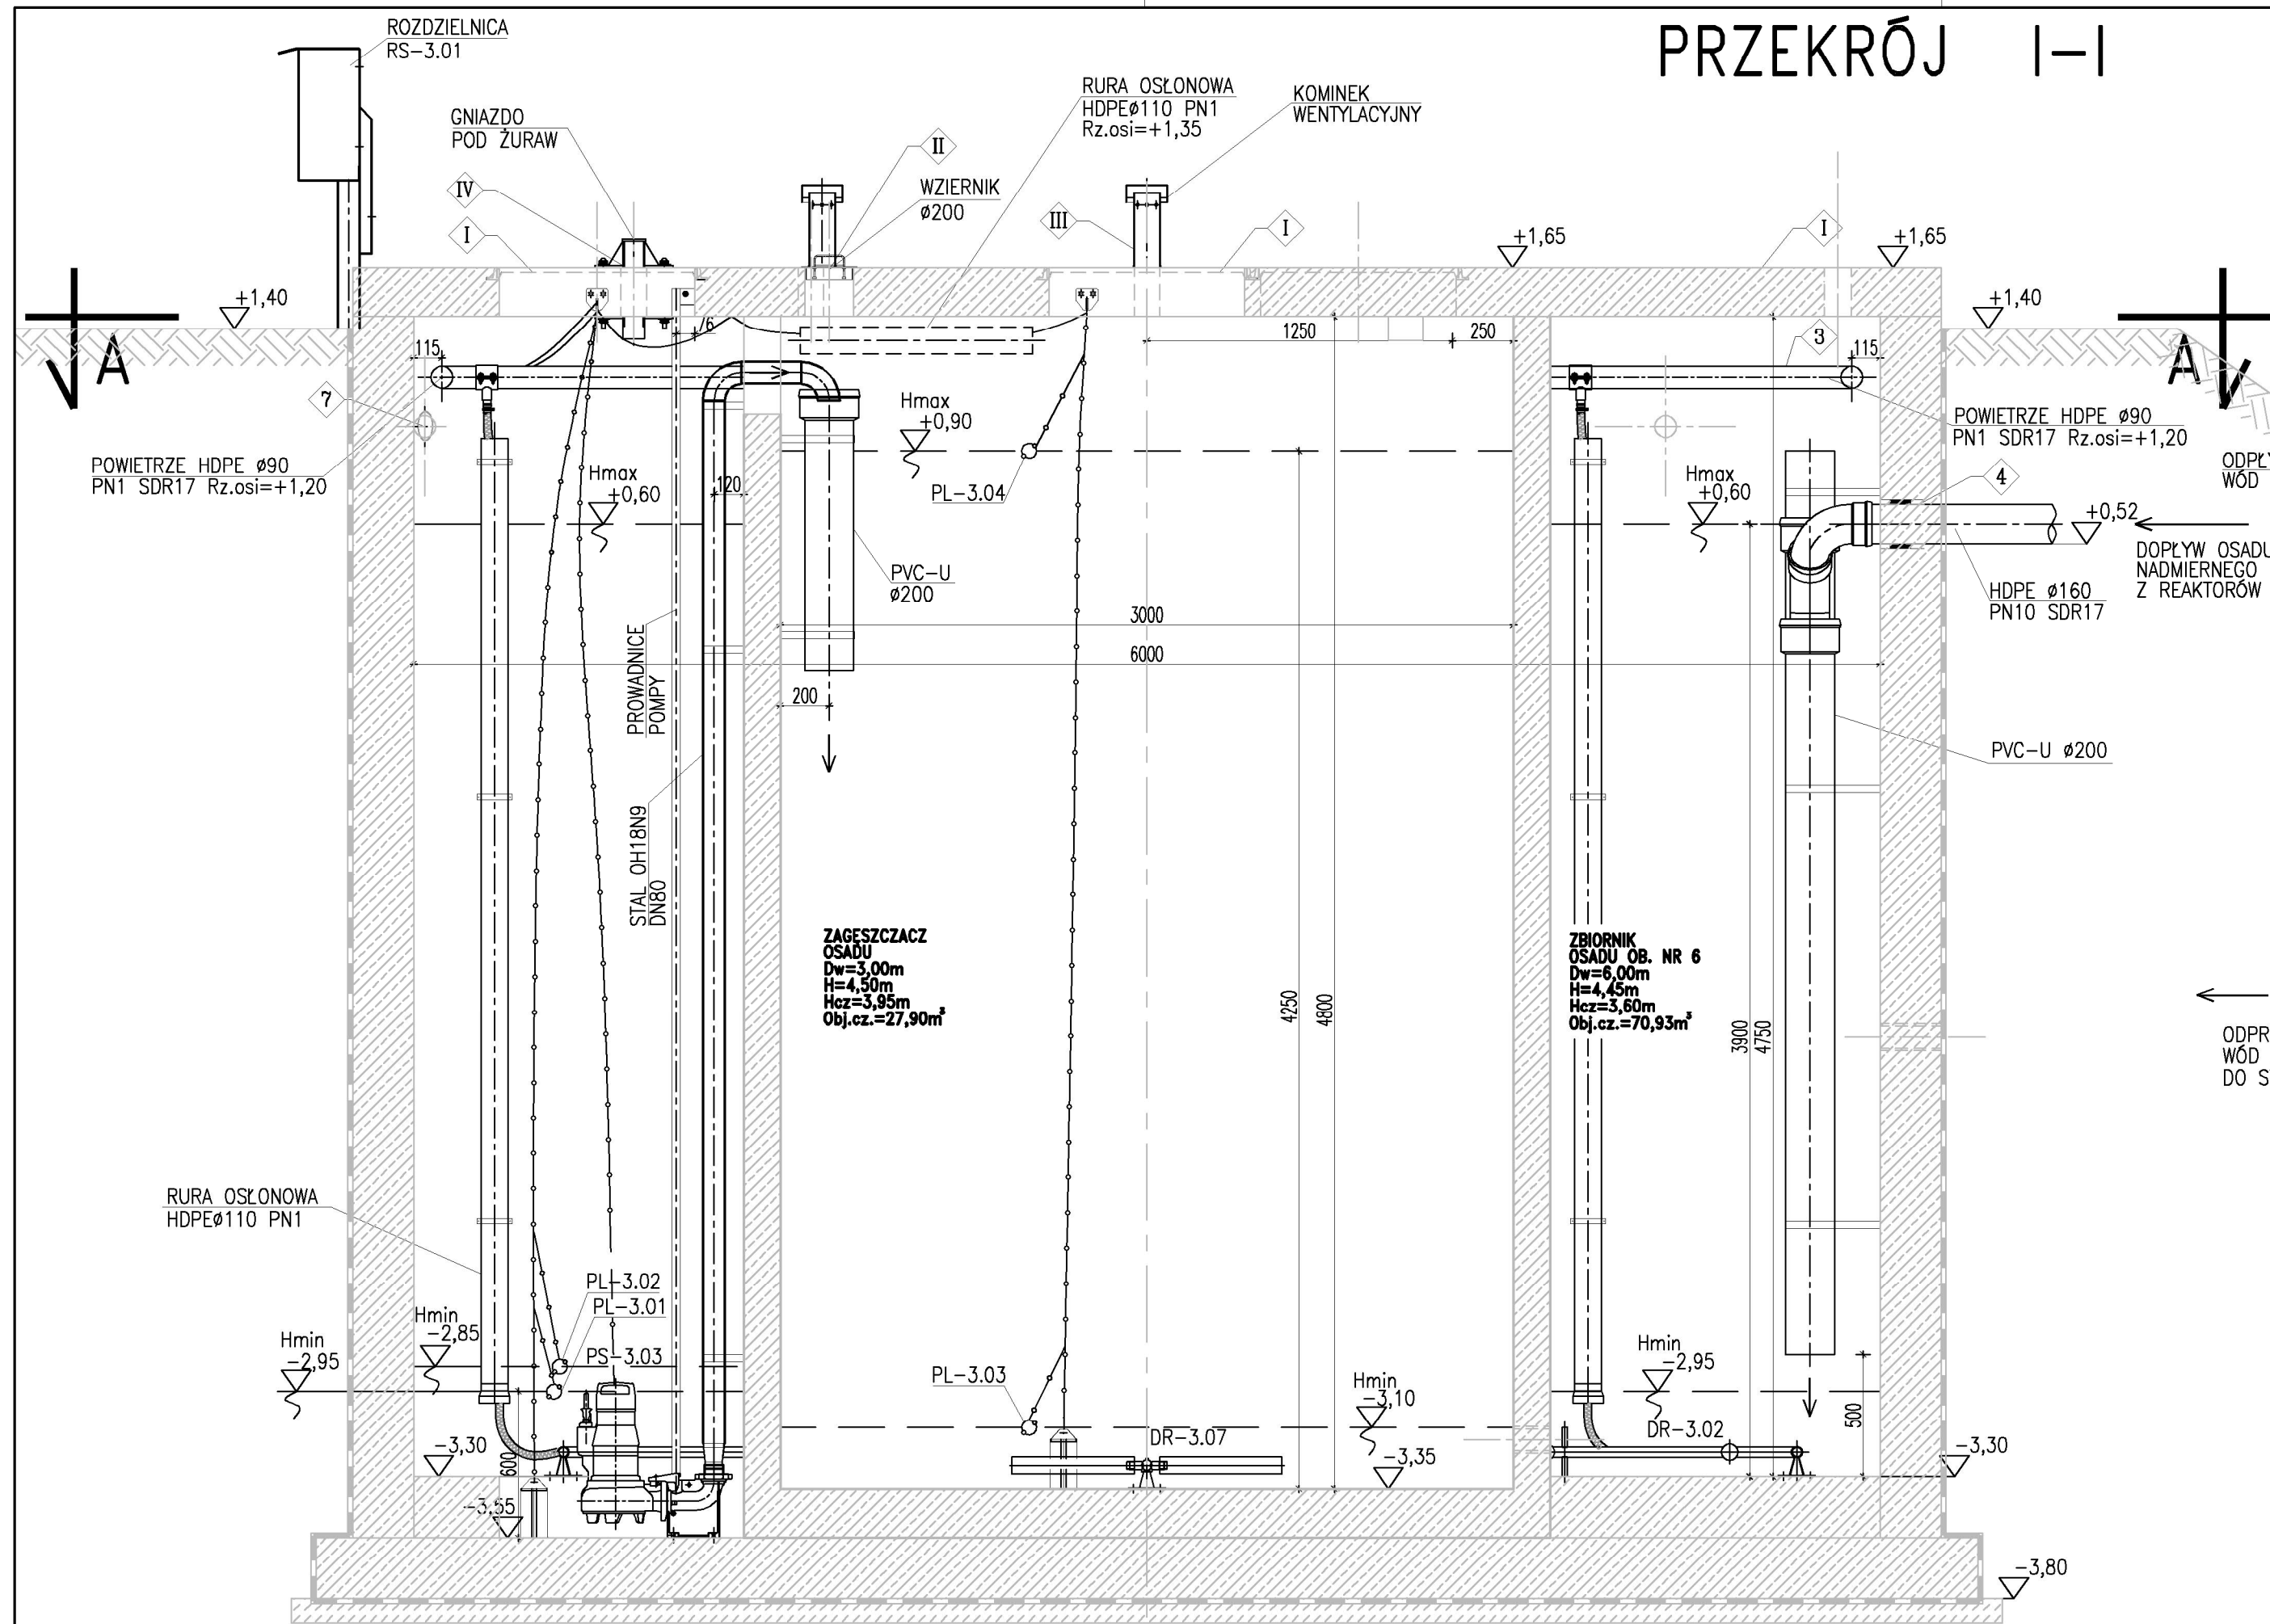 PRZEKRÓJ I-I
ROZDZIELNICA
RS-3.01
GNIAZDO
POD ŻURAW
IV
I
II
WZIERNIK
ø200
RURA OSŁONOWA
HDPEø110 PN1
Rz.osi=+1,35
KOMINEK
WENTYLACYJNY
III
I
I
+1,65
+1,65
+1,40
+1,40
A
A
76
1250
250
3
115
115
7
POWIETRZE HDPE ø90
PN1 SDR17 Rz.osi=+1,20
Hmax
+0,60
120
Hmax
+0,90
PL-3.04
PVC-U
ø200
Hmax
+0,60
POWIETRZE HDPE ø90
PN1 SDR17 Rz.osi=+1,20
WÓD
4
+0,52
DOPŁYW OSADU
NADMIERNEGO
Z REAKTORÓW
HDPE ø160
PN10 SDR17
3000
6000
200
PROWADNICE
POMPY
STAL OH18N9
DN80
PVC-U ø200
ZAGĘSZCZACZ
OSADU
Dw=3,00m
H=4,50m
Hcz=3,95m
Obj.cz.=27,90m³
4250
4800
ZBIORNIK
OSADU OB. NR 6
Dw=6,00m
H=4,45m
Hcz=3,60m
Obj.cz.=70,93m³
3900
4750
WÓD
RURA OSŁONOWA
HDPEø110 PN1
PL-3.02
PL-3.01
Hmin
-2,85
Hmin
-2,95
PS-3.03
PL-3.03
Hmin
-3,10
Hmin
-2,95
DR-3.07
DR-3.02
500
600
-3,30
-3,35
-3,30
-3,80